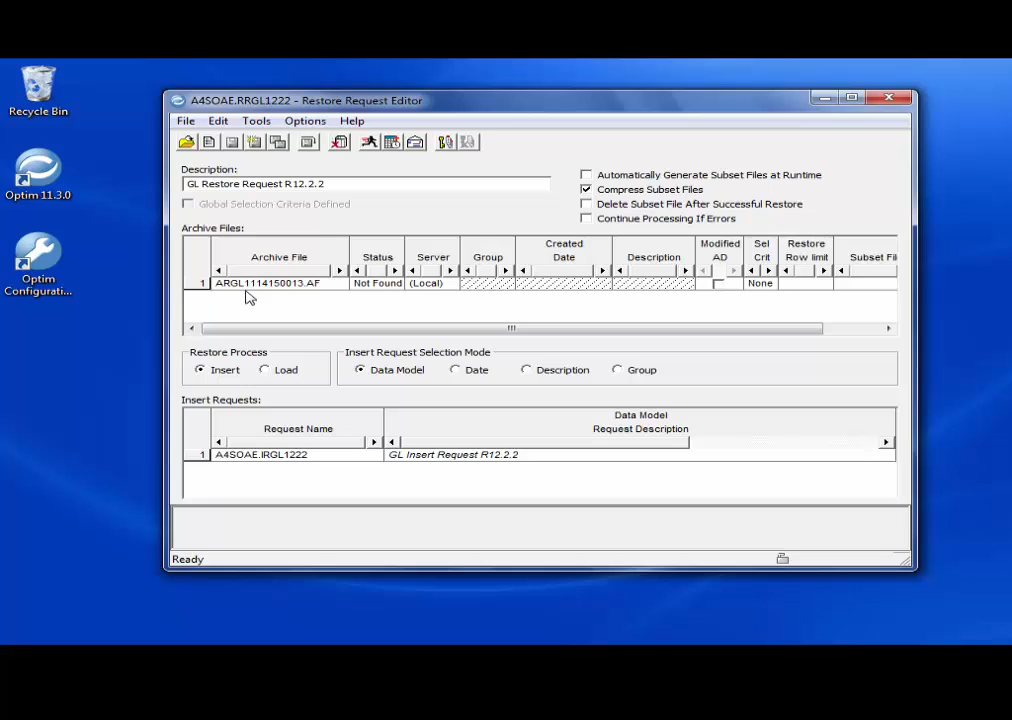 Recycle Bin
Optim 11.3.0
Optim
Configurati...
A4SOAE.RRGL1222 - Restore Request Editor
File Edit Tools Options Help
Description:
GL Restore Request R12.2.2
Global Selection Criteria Defined
Automatically Generate Subset Files at Runtime
Compress Subset Files
Delete Subset File After Successful Restore
Continue Processing If Errors
Archive Files:
Archive File Status Server Group Created Date Description Modified AD Sel Crit Restore Row limit Subset Fil
1 ARGL1114150013.AF Not Found (Local) None
Restore Process
Insert Load
Insert Request Selection Mode
Data Model Date Description Group
Insert Requests:
Data Model
Request Name Request Description
1 A4SOAE.IRGL1222 GL Insert Request R12.2.2
Ready